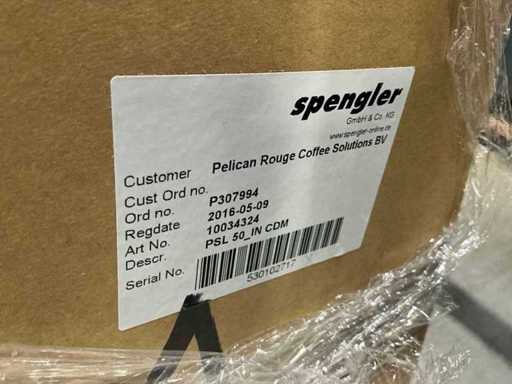 spengler
GmbH & Co. KG
www.spengler-online.de
Customer Pelican Rouge Coffee Solutions BV
Cust Ord no.
Ord no. P307994
Regdate 2016-05-09
Art No. 10034324
Descr. PSL 50_IN CDM
Serial No.
530102717